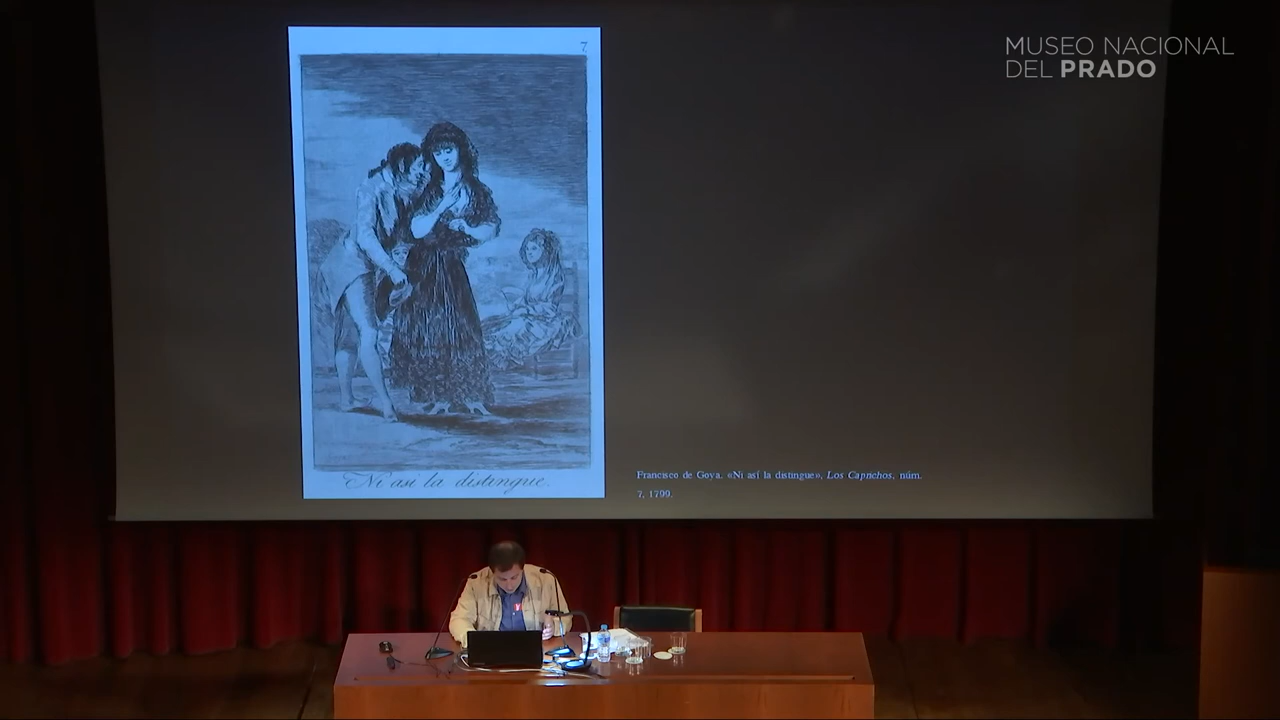 MUSEO NACIONAL
DEL PRADO
7
Ni asi la distingue.
Francisco de Goya. «Ni así la distingue», Los Caprichos, núm.
7, 1799.